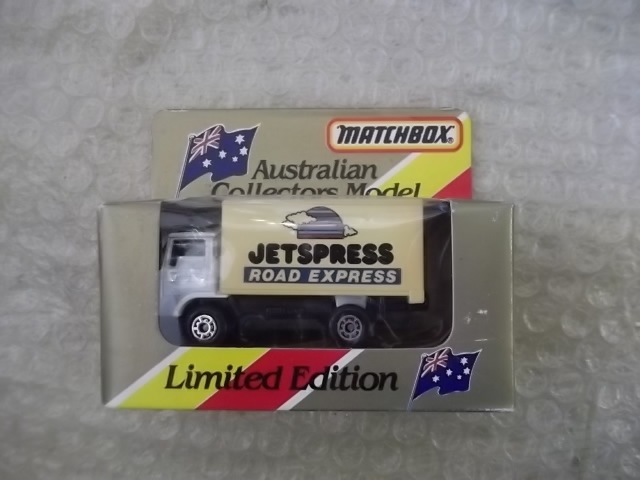 MATCHBOX®
Australian
Collectors Model
JETSPRESS
ROAD EXPRESS
Limited Edition